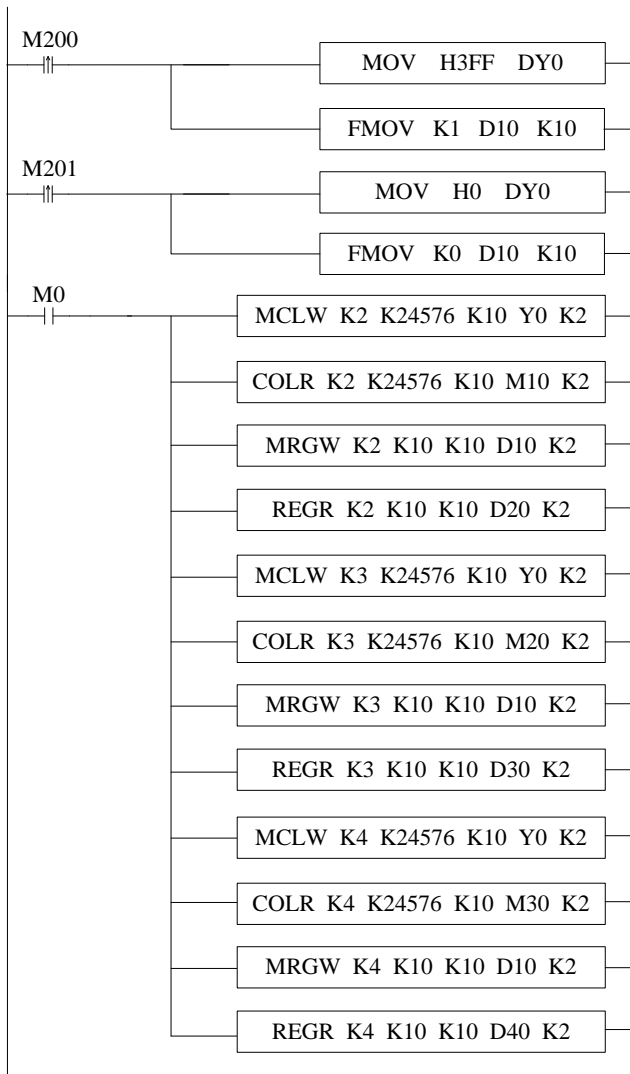 M200
MOV H3FF DY0
FMOV K1 D10 K10
M201
MOV H0 DY0
FMOV K0 D10 K10
M0
MCLW K2 K24576 K10 Y0 K2
COLR K2 K24576 K10 M10 K2
MRGW K2 K10 K10 D10 K2
REGR K2 K10 K10 D20 K2
MCLW K3 K24576 K10 Y0 K2
COLR K3 K24576 K10 M20 K2
MRGW K3 K10 K10 D10 K2
REGR K3 K10 K10 D30 K2
MCLW K4 K24576 K10 Y0 K2
COLR K4 K24576 K10 M30 K2
MRGW K4 K10 K10 D10 K2
REGR K4 K10 K10 D40 K2